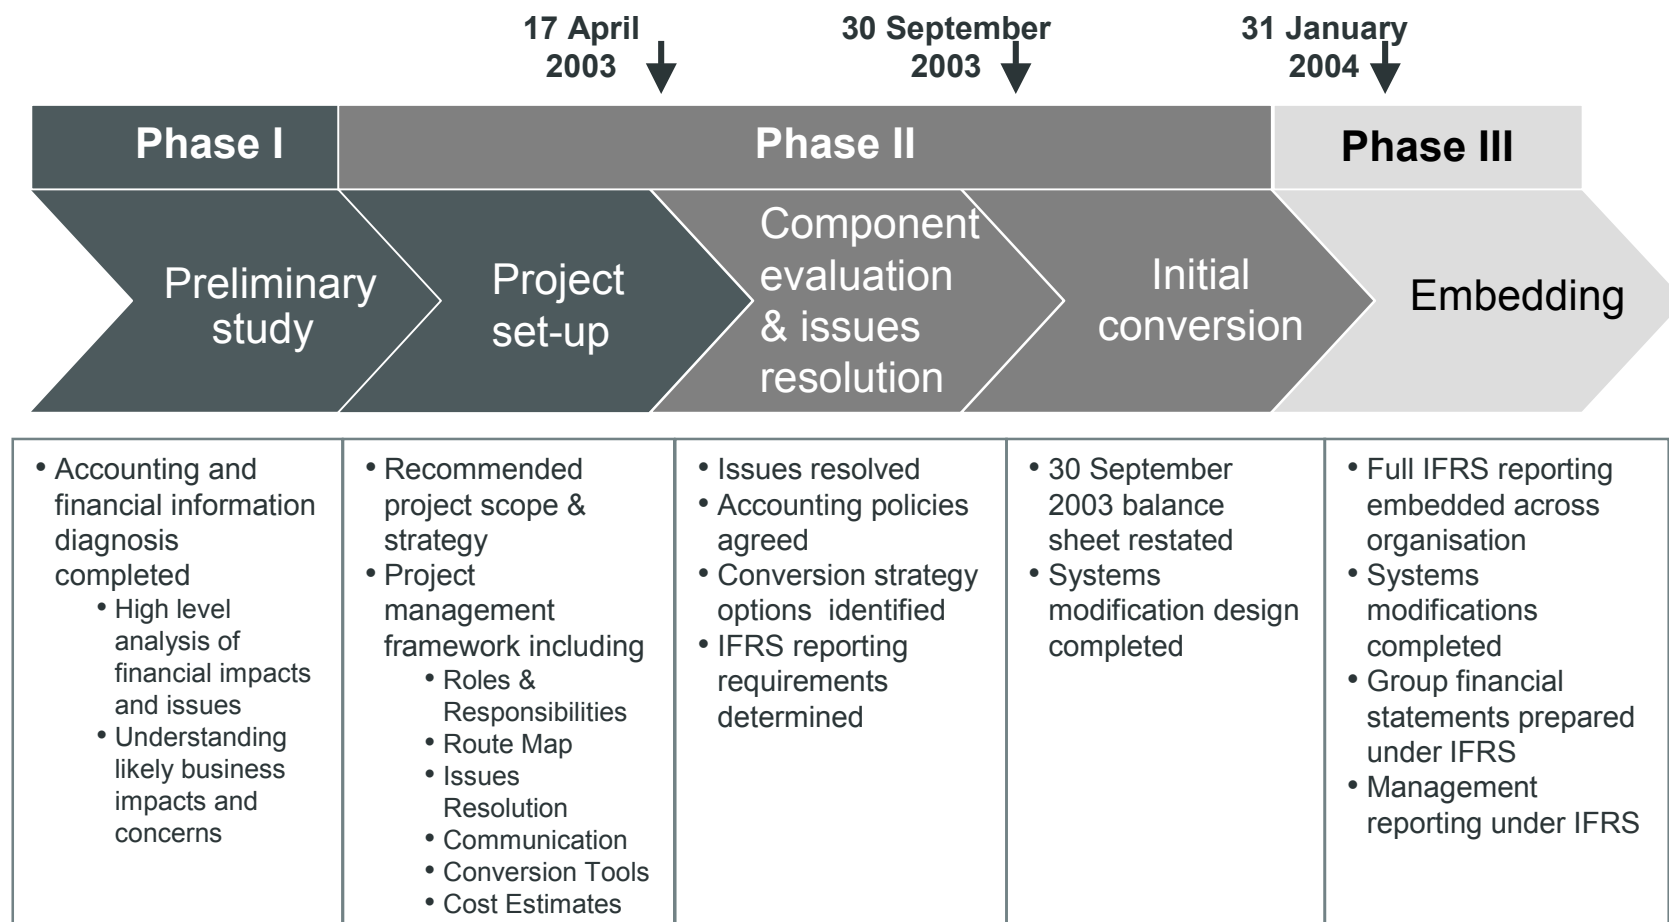 17 April
2003
30 September
2003
31 January
2004
Phase I
Phase II
Phase III
Preliminary
study
Project
set-up
Component
evaluation
& issues
resolution
Initial
conversion
Embedding
• Accounting and
financial information
diagnosis
completed
• High level
analysis of
financial impacts
and issues
• Understanding
likely business
impacts and
concerns
• Recommended
project scope &
strategy
• Project
management
framework including
• Roles &
Responsibilities
• Route Map
• Issues
Resolution
• Communication
• Conversion Tools
• Cost Estimates
• Issues resolved
• Accounting policies
agreed
• Conversion strategy
options identified
• IFRS reporting
requirements
determined
• 30 September
2003 balance
sheet restated
• Systems
modification design
completed
• Full IFRS reporting
embedded across
organisation
• Systems
modifications
completed
• Group financial
statements prepared
under IFRS
• Management
reporting under IFRS